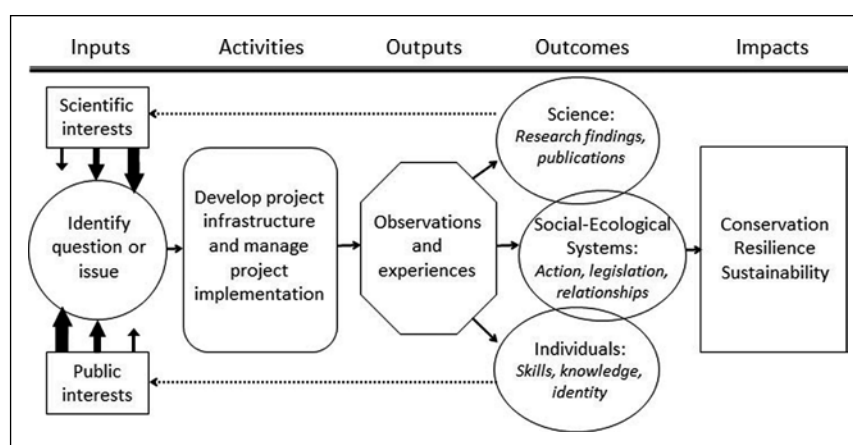 Inputs Activities Outputs Outcomes Impacts
Scientific
interests
Identify
question or
issue
Public
interests
Develop project
infrastructure
and manage
project
implementation
Observations
and
experiences
Science:
Research findings,
publications
Social-Ecological
Systems:
Action, legislation,
relationships
Individuals:
Skills, knowledge,
identity
Conservation
Resilience
Sustainability